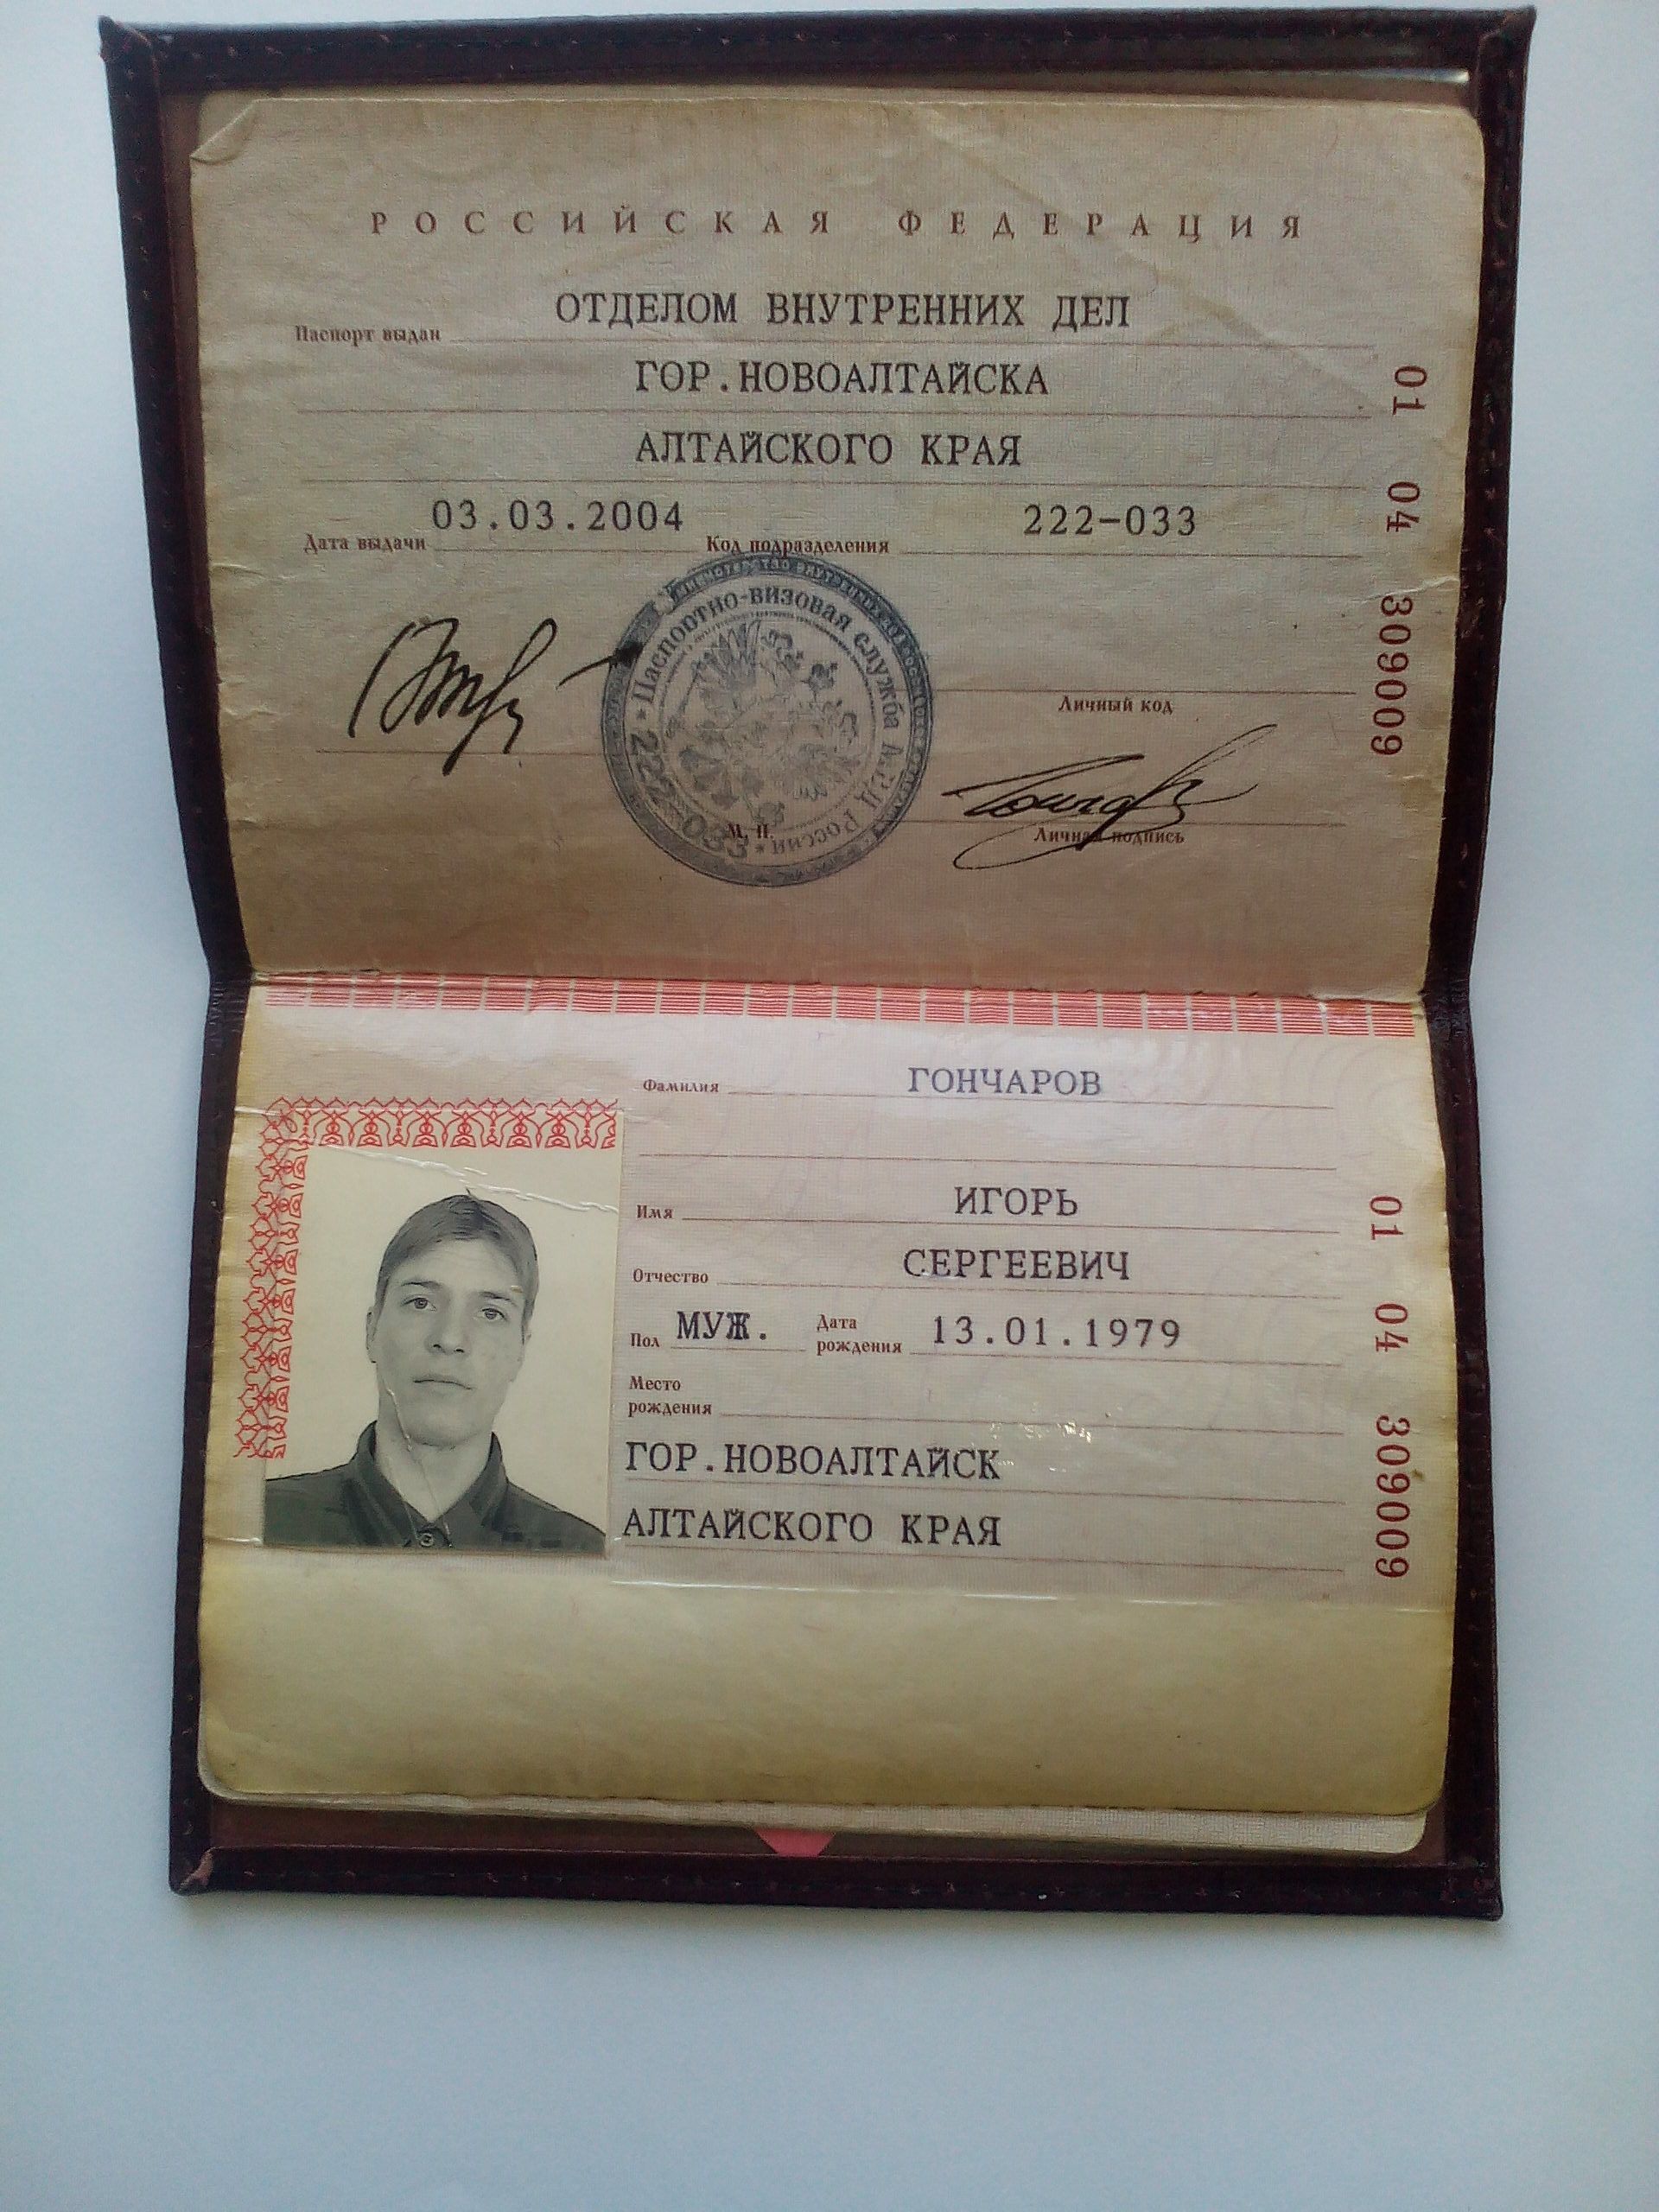 РОССИЙСКАЯ ФЕДЕРАЦИЯ
Паспорт выдан ОТДЕЛОМ ВНУТРЕННИХ ДЕЛ
ГОР.НОВОАЛТАЙСКА
АЛТАЙСКОГО КРАЯ
Дата выдачи 03.03.2004 Код подразделения 222-033
Паспортно-визовая служба МВД России
222-033
Личный код
М. П.
Личная подпись
01 04 309009
Фамилия ГОНЧАРОВ
Имя ИГОРЬ
Отчество СЕРГЕЕВИЧ
Пол МУЖ. Дата рождения 13.01.1979
Место рождения
ГОР.НОВОАЛТАЙСК
АЛТАЙСКОГО КРАЯ
01 04 309009